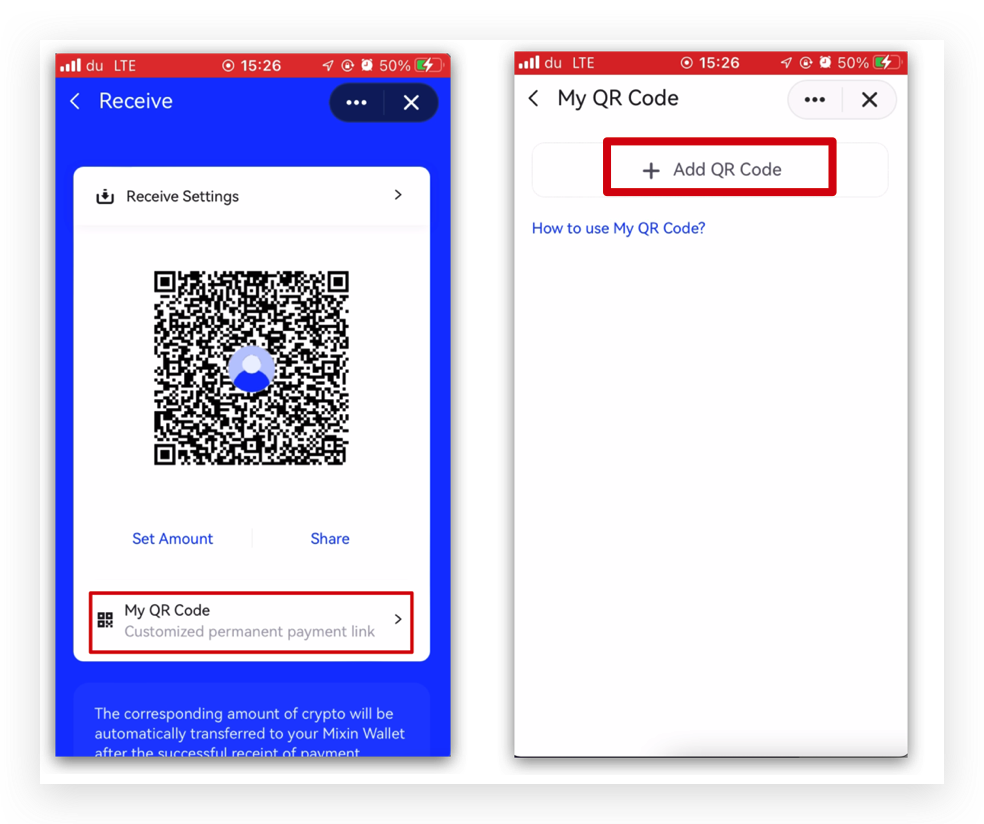 du LTE 15:26 50%
Receive
Receive Settings
Set Amount Share
My QR Code
Customized permanent payment link
The corresponding amount of crypto will be
automatically transferred to your Mixin Wallet
after the successful receipt of payment
du LTE 15:26 50%
My QR Code
+ Add QR Code
How to use My QR Code?